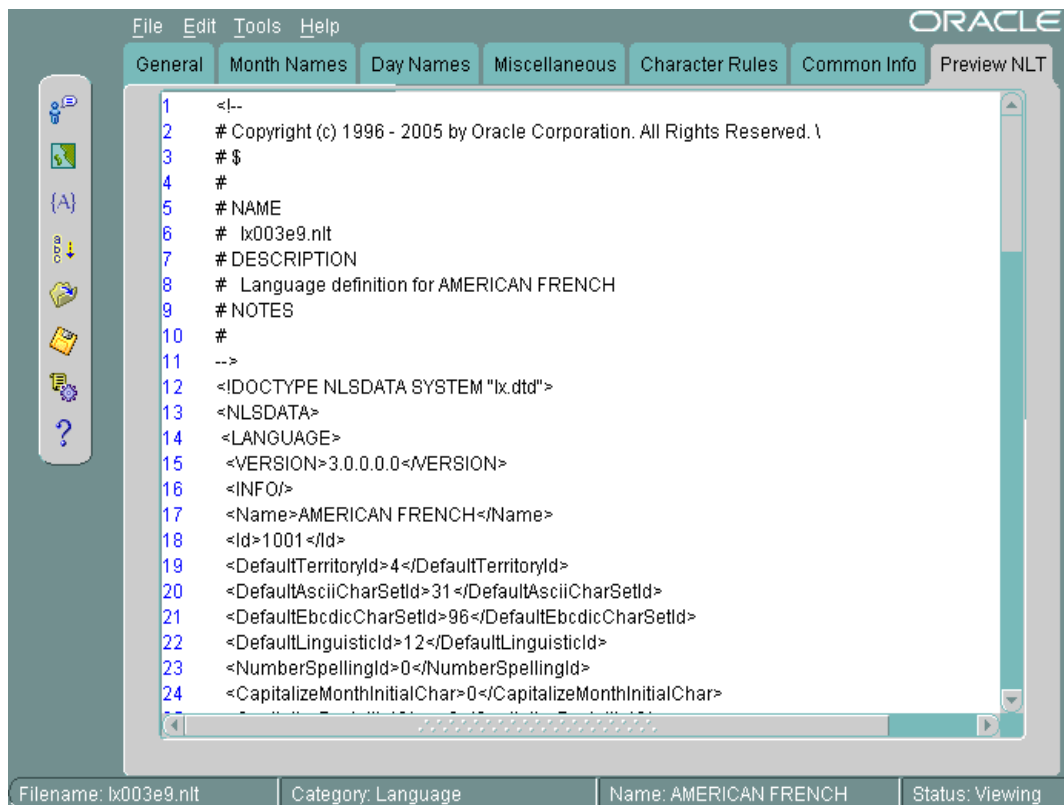 File Edit Tools Help
ORACLE
General Month Names Day Names Miscellaneous Character Rules Common Info Preview NLT
{A}
a
b
c
?
1 <!--
2 # Copyright (c) 1996 - 2005 by Oracle Corporation. All Rights Reserved. \
3 # $
4 #
5 # NAME
6 #   lx003e9.nlt
7 # DESCRIPTION
8 #   Language definition for AMERICAN FRENCH
9 # NOTES
10 #
11 -->
12 <!DOCTYPE NLSDATA SYSTEM "lx.dtd">
13 <NLSDATA>
14 <LANGUAGE>
15 <VERSION>3.0.0.0.0</VERSION>
16 <INFO/>
17 <Name>AMERICAN FRENCH</Name>
18 <Id>1001</Id>
19 <DefaultTerritoryId>4</DefaultTerritoryId>
20 <DefaultAsciiCharSetId>31</DefaultAsciiCharSetId>
21 <DefaultEbcdicCharSetId>96</DefaultEbcdicCharSetId>
22 <DefaultLinguisticId>12</DefaultLinguisticId>
23 <NumberSpellingId>0</NumberSpellingId>
24 <CapitalizeMonthInitialChar>0</CapitalizeMonthInitialChar>
Filename: lx003e9.nlt Category: Language Name: AMERICAN FRENCH Status: Viewing